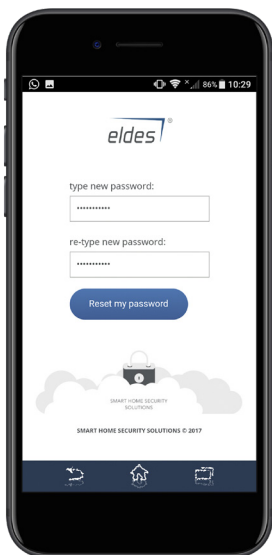 86% 10:29
eldes®
type new password:
•••••••••••
re-type new password:
•••••••••••
Reset my password
SMART HOME SECURITY
SOLUTIONS
SMART HOME SECURITY SOLUTIONS © 2017